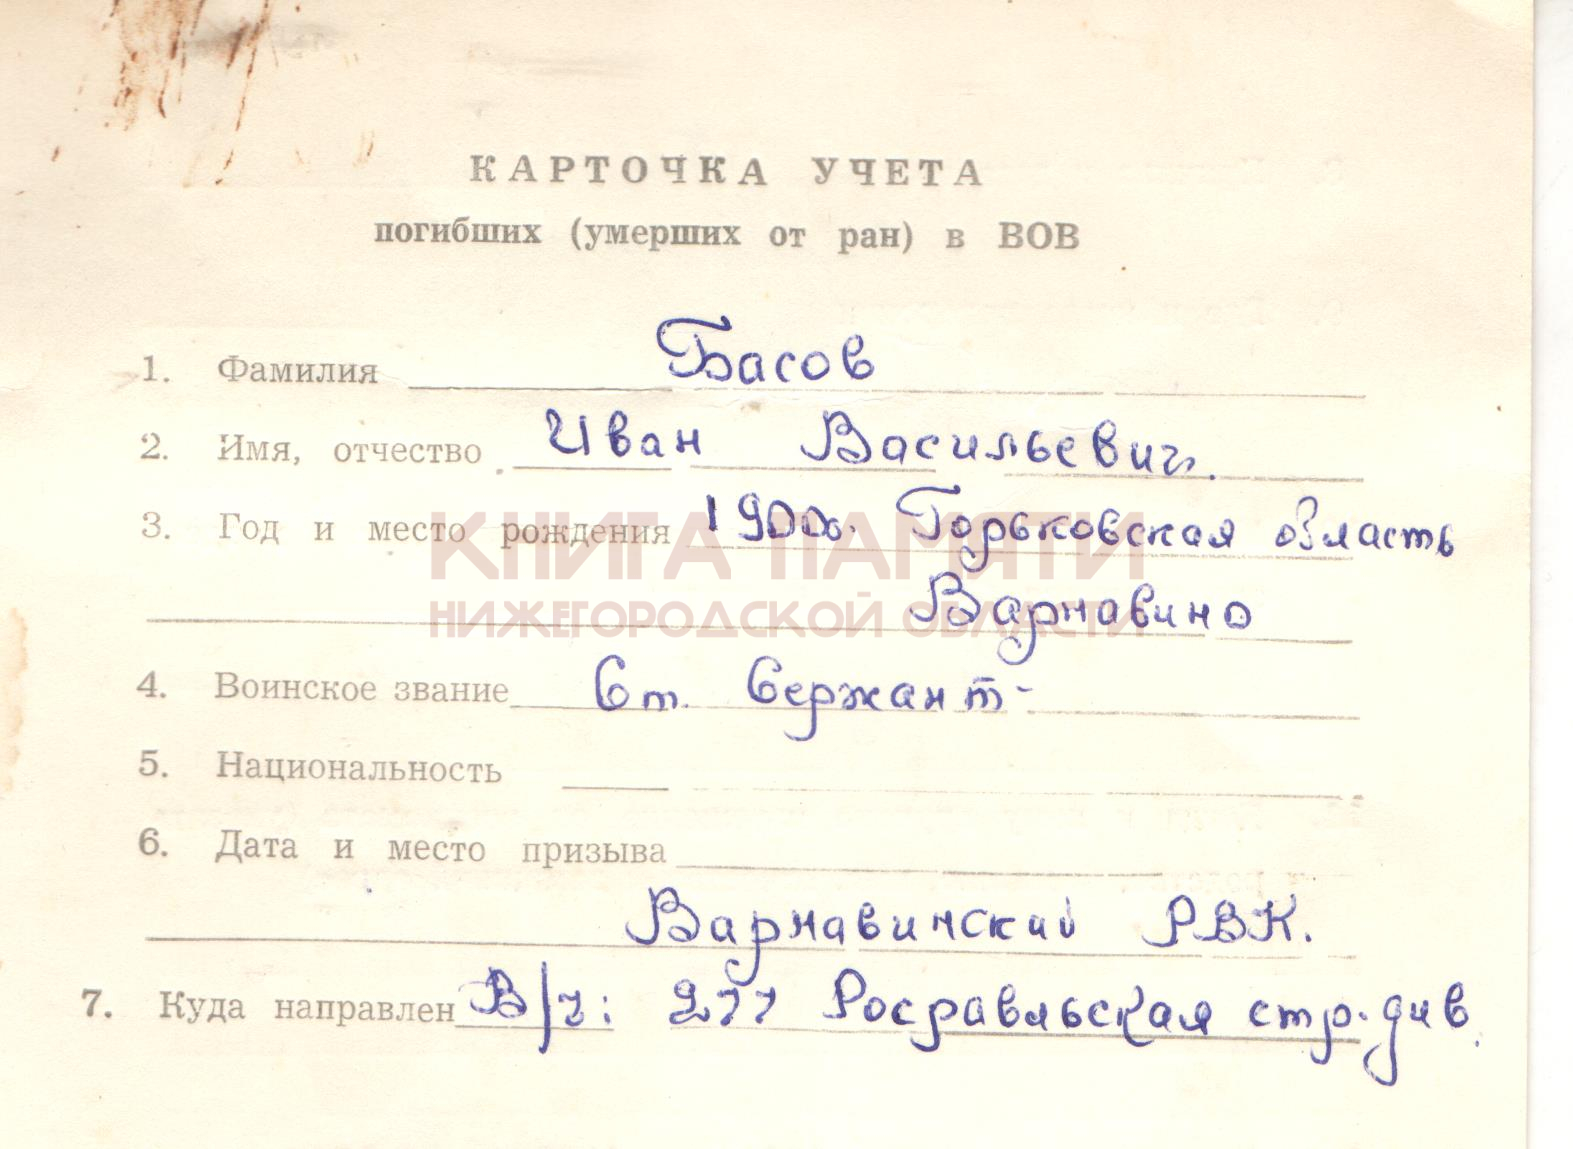 КАРТОЧКА УЧЕТА
погибших (умерших от ран) в ВОВ
1. Фамилия Басов
2. Имя, отчество Иван Васильевич.
3. Год и место рождения 1900г. Горьковская область
КНИГА ПАМЯТИ
Варнавино
НИЖЕГОРОДСКОЙ ОБЛАСТИ
4. Воинское звание Ст. Сержант
5. Национальность
6. Дата и место призыва
Варнавинский РВК.
7. Куда направлен В/ч: 277 Росравльская стр. див.